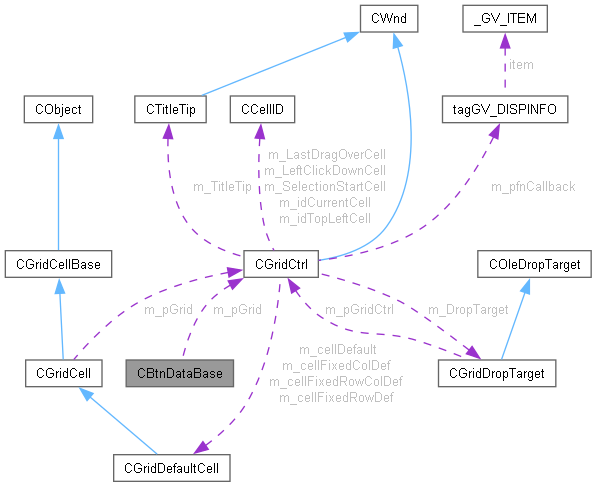 CWnd
_GV_ITEM
item
CObject
CTitleTip
CCellID
tagGV_DISPINFO
m_LastDragOverCell
m_LeftClickDownCell
m_SelectionStartCell
m_idCurrentCell
m_idTopLeftCell
m_TitleTip
m_pfnCallback
CGridCellBase
CGridCtrl
COleDropTarget
m_pGrid
m_pGrid
m_pGridCtrl
m_DropTarget
m_cellDefault
m_cellFixedColDef
m_cellFixedRowColDef
m_cellFixedRowDef
CGridCell
CBtnDataBase
CGridDropTarget
CGridDefaultCell